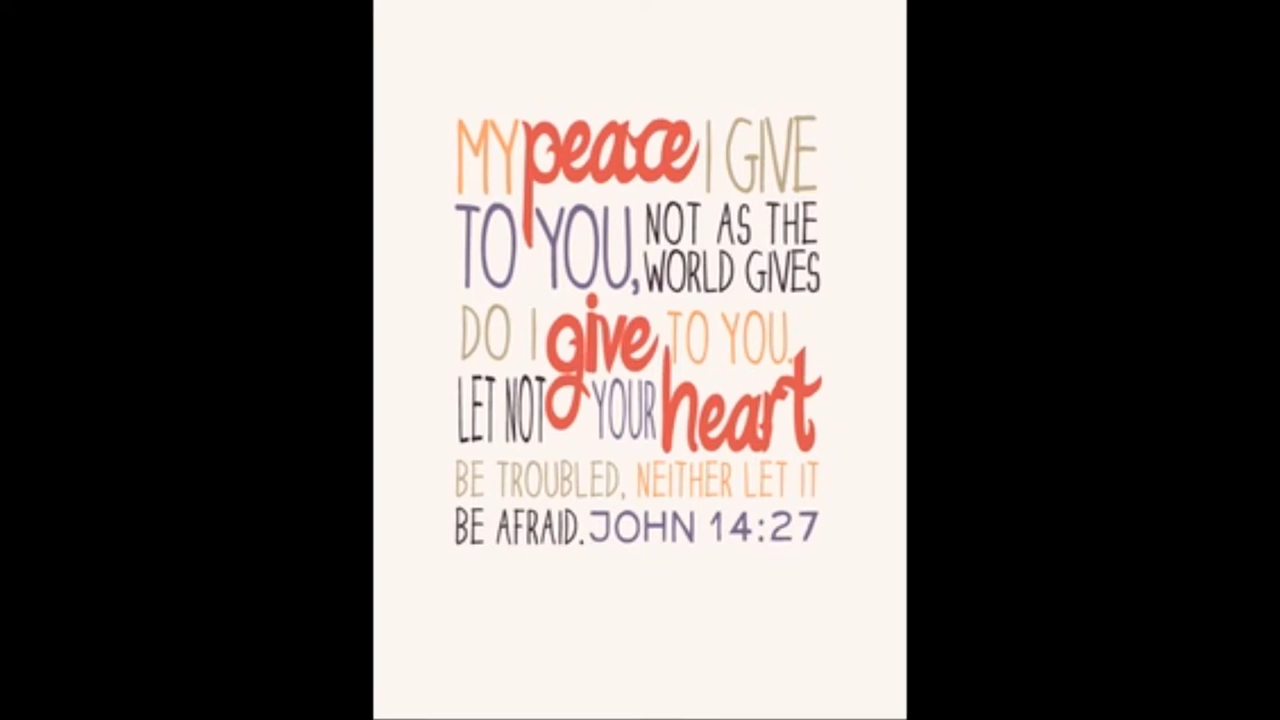 MY peace I GIVE
TO YOU, NOT AS THE
WORLD GIVES
DO I give TO YOU.
LET NOT YOUR heart
BE TROUBLED, NEITHER LET IT
BE AFRAID. JOHN 14:27